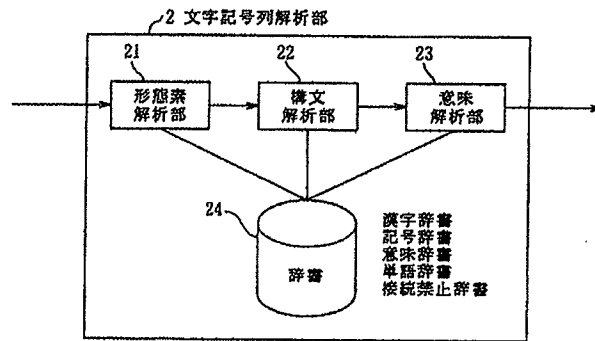 2 文字記号列解析部
21
22
23
形態素
解析部
構文
解析部
意味
解析部
24
辞書
漢字辞書
記号辞書
意味辞書
単語辞書
接続禁止辞書